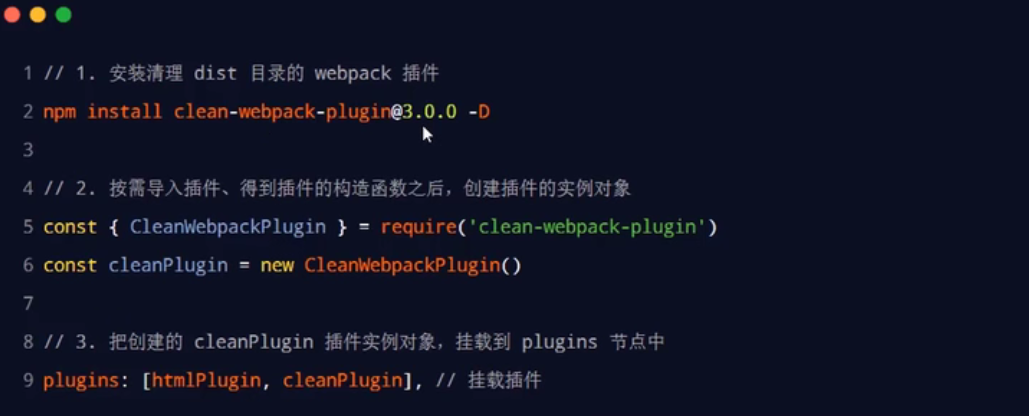 1 // 1. 安装清理 dist 目录的 webpack 插件
2 npm install clean-webpack-plugin@3.0.0 -D
3
4 // 2. 按需导入插件、得到插件的构造函数之后，创建插件的实例对象
5 const { CleanWebpackPlugin } = require('clean-webpack-plugin')
6 const cleanPlugin = new CleanWebpackPlugin()
7
8 // 3. 把创建的 cleanPlugin 插件实例对象，挂载到 plugins 节点中
9 plugins: [htmlPlugin, cleanPlugin], // 挂载插件